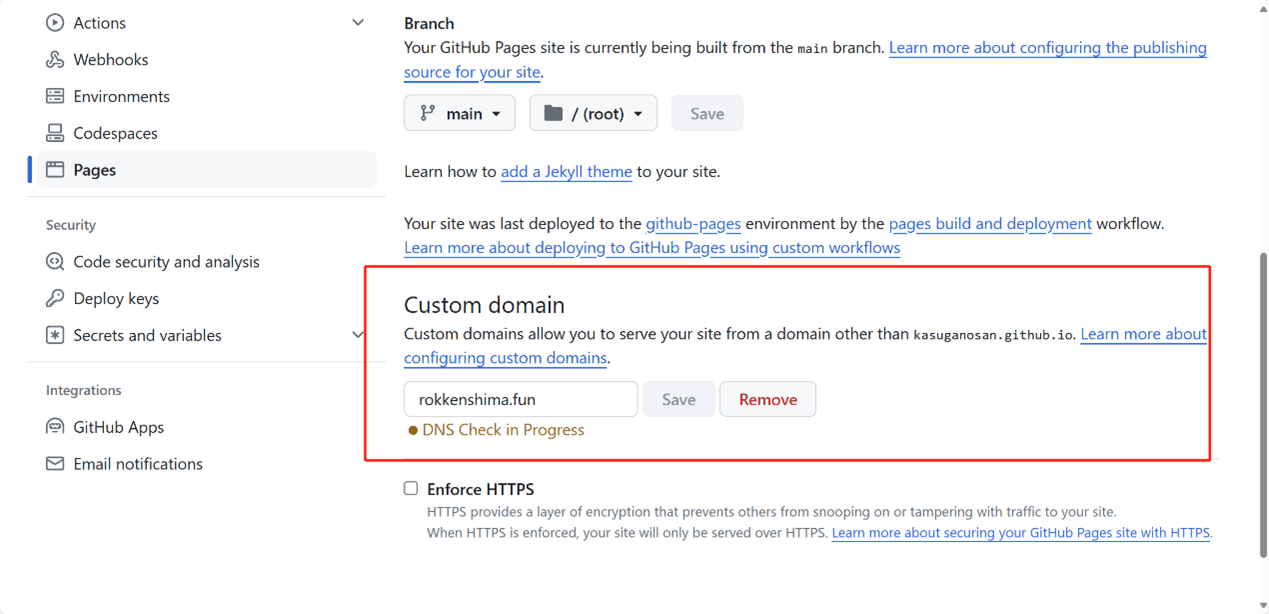 Actions
Webhooks
Environments
Codespaces
Pages
Security
Code security and analysis
Deploy keys
Secrets and variables
Integrations
GitHub Apps
Email notifications
Branch
Your GitHub Pages site is currently being built from the main branch. Learn more about configuring the publishing
source for your site.
main / (root) Save
Learn how to add a Jekyll theme to your site.
Your site was last deployed to the github-pages environment by the pages build and deployment workflow.
Learn more about deploying to GitHub Pages using custom workflows
Custom domain
Custom domains allow you to serve your site from a domain other than kasuganosan.github.io. Learn more about
configuring custom domains.
rokkenshima.fun Save Remove
DNS Check in Progress
Enforce HTTPS
HTTPS provides a layer of encryption that prevents others from snooping on or tampering with traffic to your site.
When HTTPS is enforced, your site will only be served over HTTPS. Learn more about securing your GitHub Pages site with HTTPS.